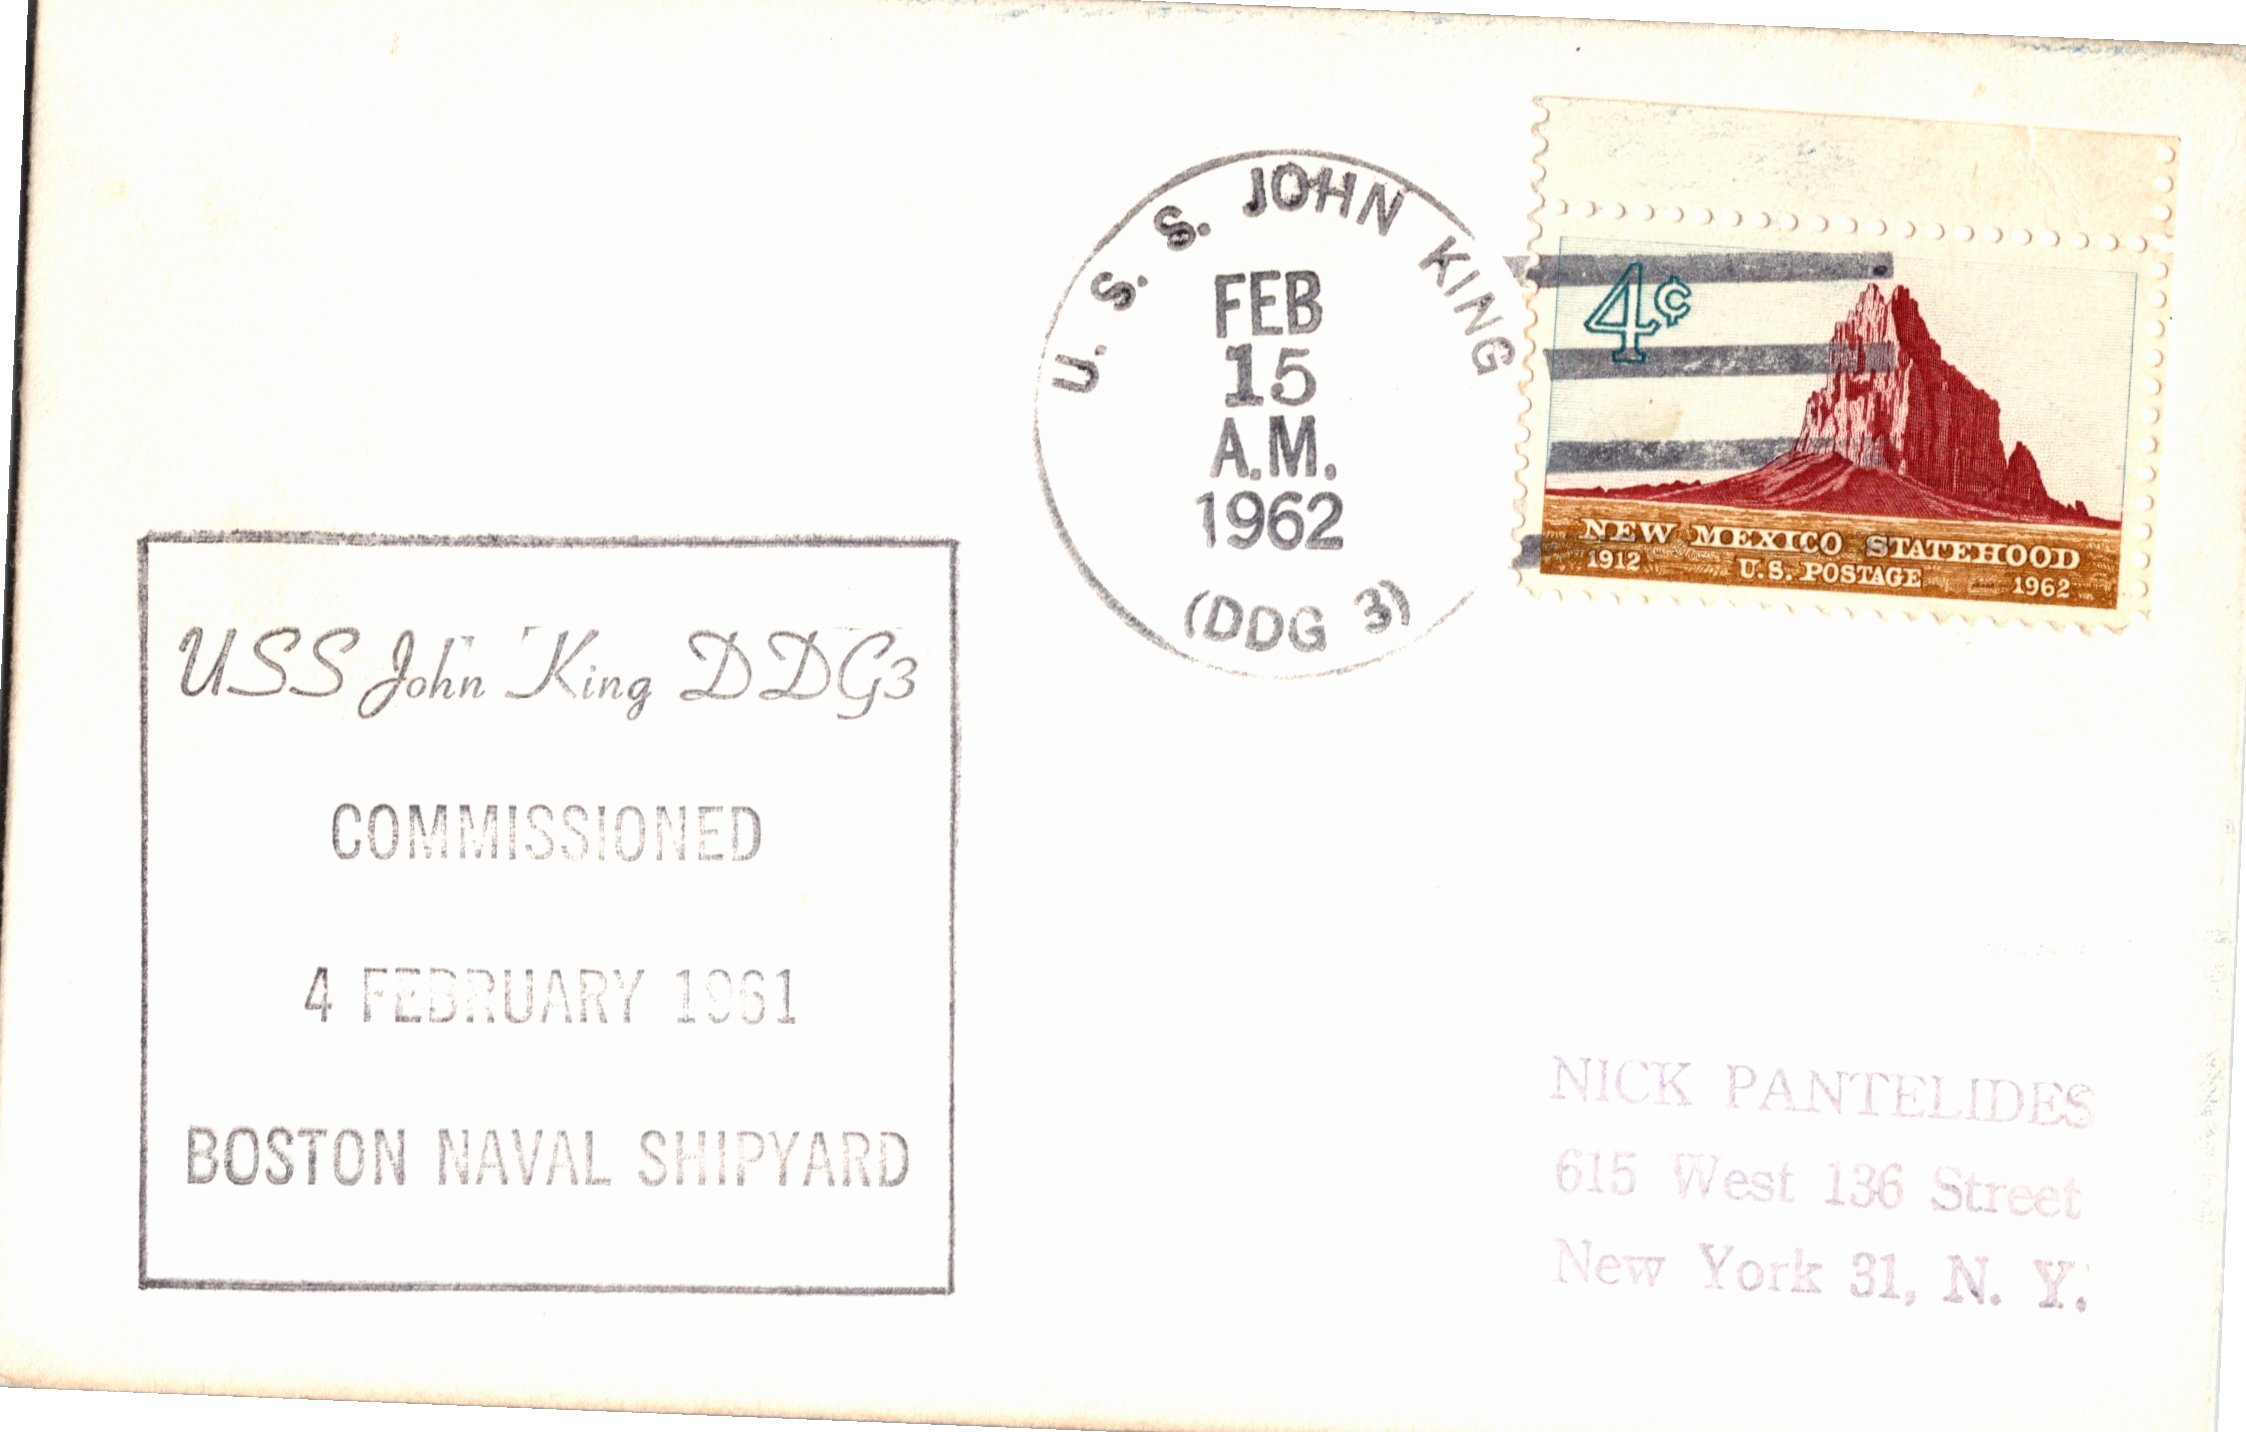 U. S. S. JOHN KING
FEB
15
A.M.
1962
(DDG 3)
4¢
NEW MEXICO STATEHOOD
1912 U.S. POSTAGE 1962
USS John King DDG3
COMMISSIONED
4 FEBRUARY 1961
BOSTON NAVAL SHIPYARD
NICK PANTELIDES
615 West 136 Street
New York 31, N. Y.